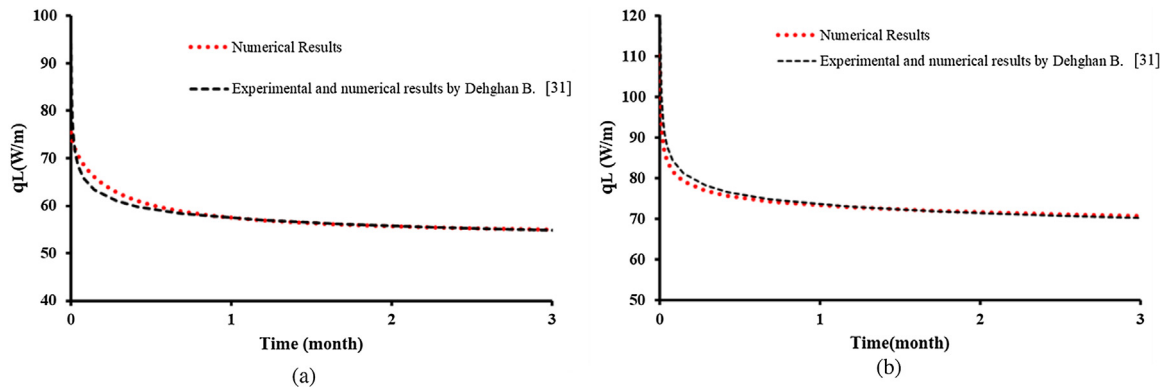 100
90
80
70
60
50
40
qL(W/m)
Numerical Results
Experimental and numerical results by Dehghan B. [31]
0 1 2 3
Time (month)
(a)
120
110
100
90
80
70
60
50
qL (W/m)
Numerical Results
Experimental and numerical results by Dehghan B. [31]
0 1 2 3
Time(month)
(b)